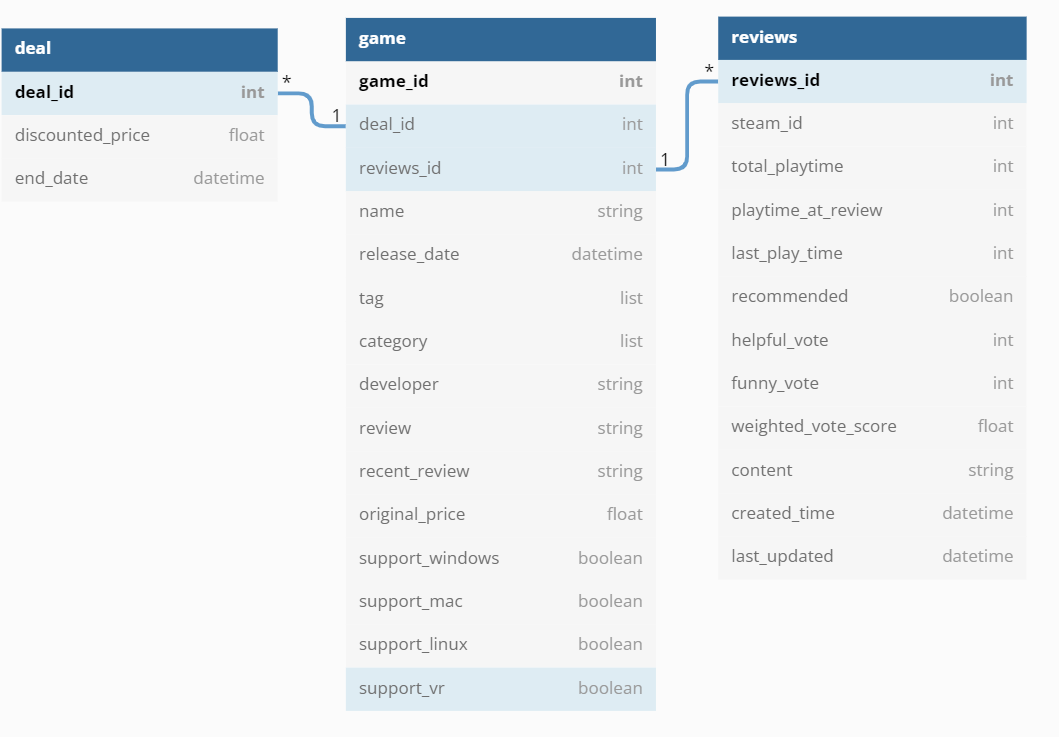 deal
deal_id int
discounted_price float
end_date datetime
* 1
game
game_id int
deal_id int
reviews_id int
name string
release_date datetime
tag list
category list
developer string
review string
recent_review string
original_price float
support_windows boolean
support_mac boolean
support_linux boolean
support_vr boolean
1 *
reviews
reviews_id int
steam_id int
total_playtime int
playtime_at_review int
last_play_time int
recommended boolean
helpful_vote int
funny_vote int
weighted_vote_score float
content string
created_time datetime
last_updated datetime